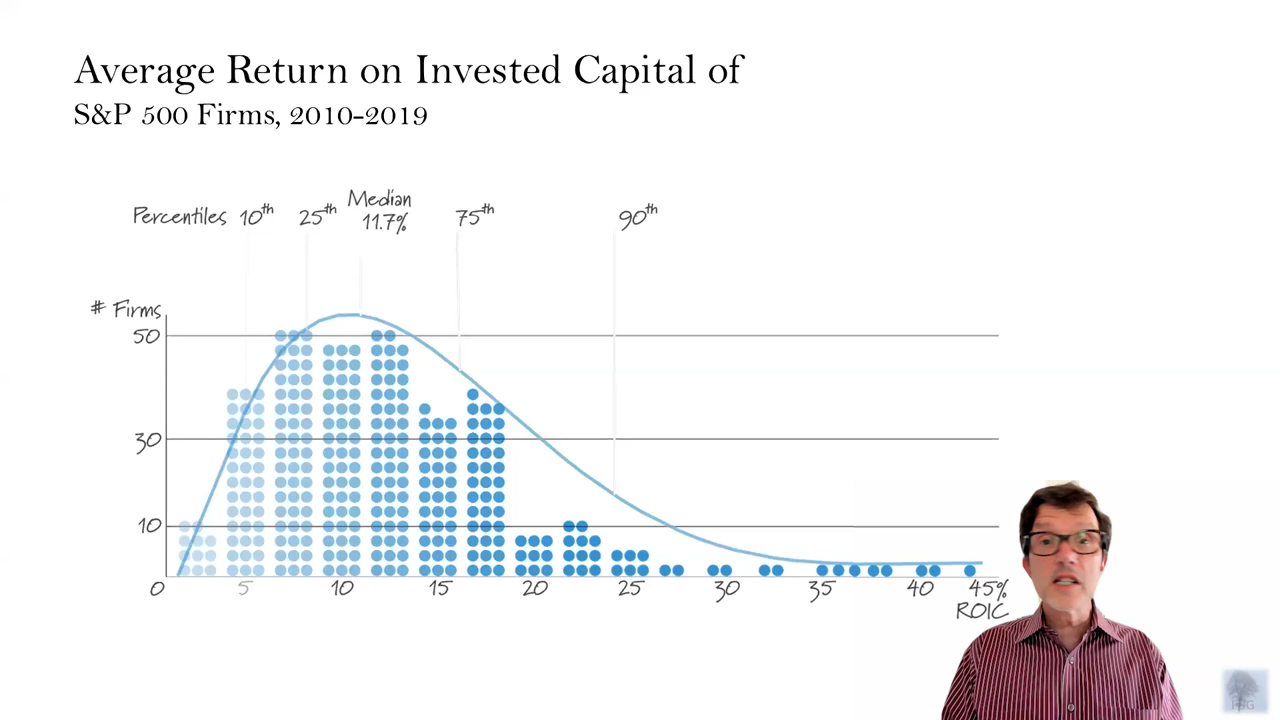 Average Return on Invested Capital of
S&P 500 Firms, 2010-2019
Median
Percentiles 10th 25th 11.7% 75th 90th
# Firms
50
30
10
0 5 10 15 20 25 30 35 40 45%
ROIC